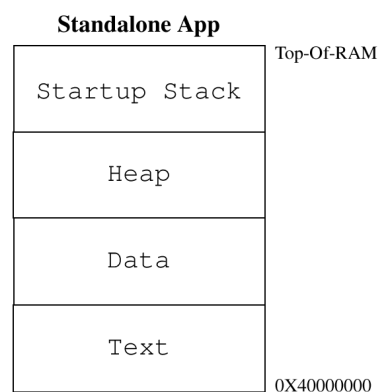 Standalone App
Top-Of-RAM
Startup Stack
Heap
Data
Text
0X40000000